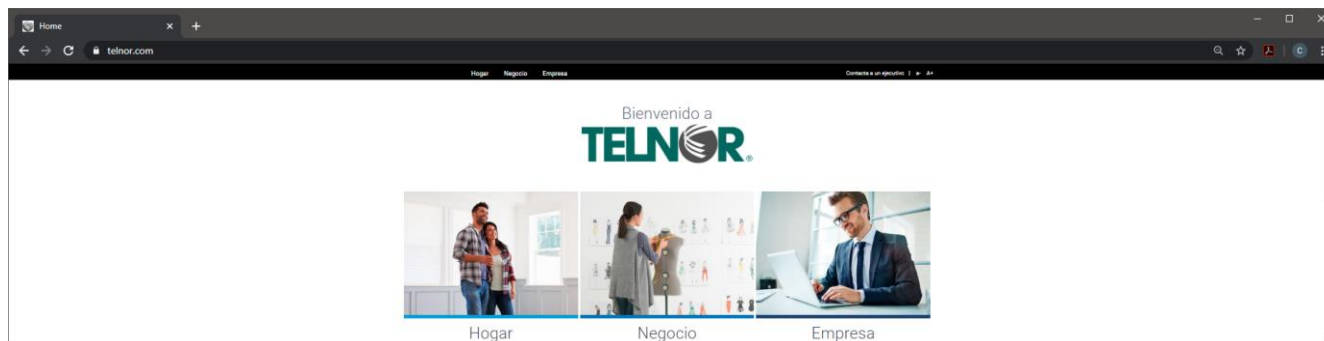 Home
telnor.com
C
Hogar Negocio Empresa
Contacta a un ejecutivo | a- A+
Bienvenido a
TELNOR®
Hogar Negocio Empresa